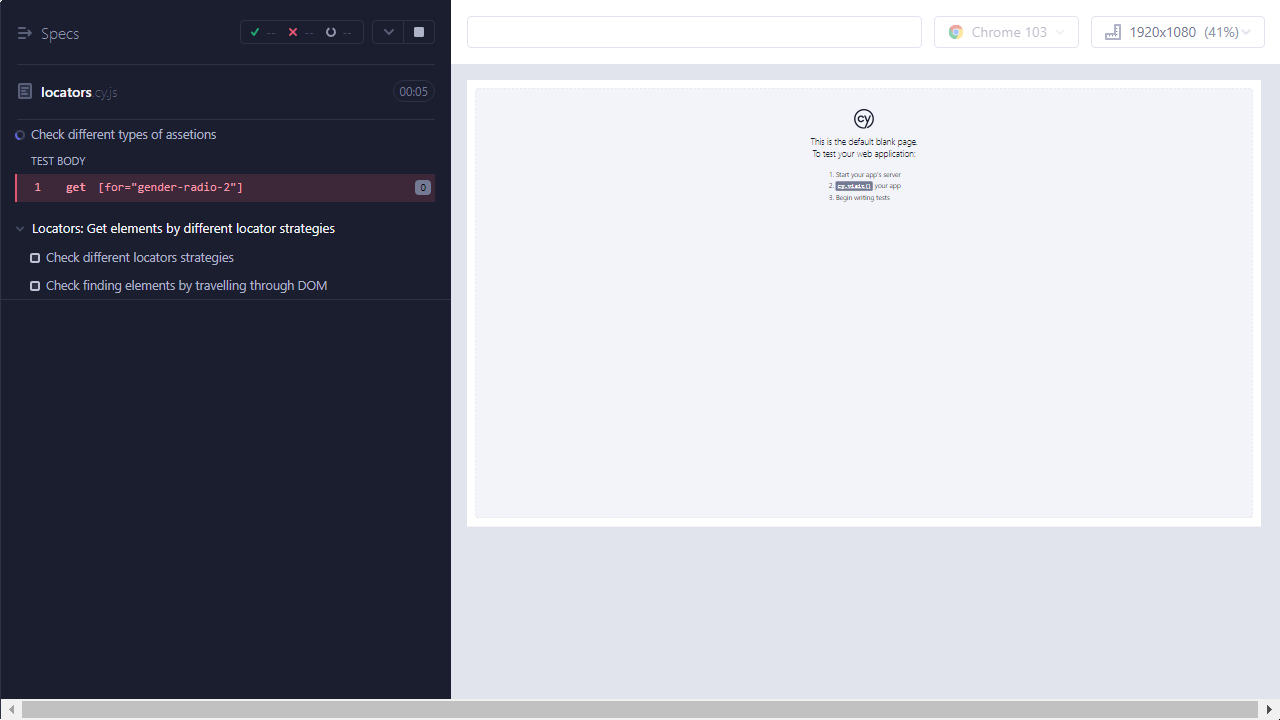 Specs
-- -- --
Chrome 103
1920x1080 (41%)
locators.cy.js
00:05
Check different types of assetions
TEST BODY
1 get [for="gender-radio-2"] 0
Locators: Get elements by different locator strategies
Check different locators strategies
Check finding elements by travelling through DOM
cy
This is the default blank page.
To test your web application:
1. Start your app's server
2. cy.visit() your app
3. Begin writing tests